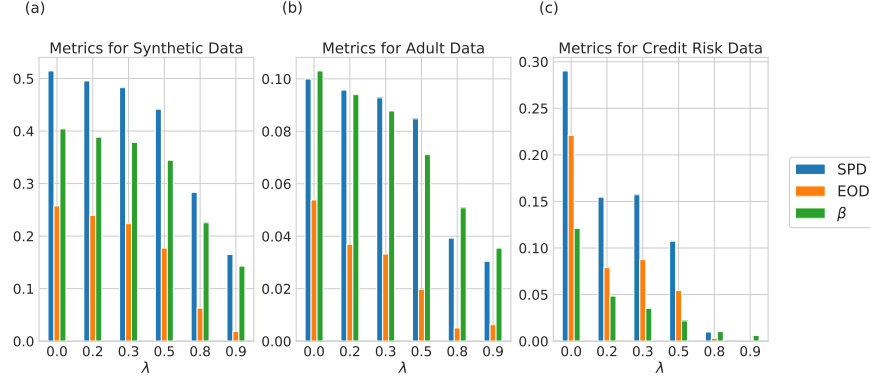 (a)
Metrics for Synthetic Data
0.5
0.4
0.3
0.2
0.1
0.0
0.0 0.2 0.3 0.5 0.8 0.9
λ
(b)
Metrics for Adult Data
0.10
0.08
0.06
0.04
0.02
0.00
0.0 0.2 0.3 0.5 0.8 0.9
λ
(c)
Metrics for Credit Risk Data
0.30
0.25
0.20
0.15
0.10
0.05
0.00
0.0 0.2 0.3 0.5 0.8 0.9
λ
SPD
EOD
β